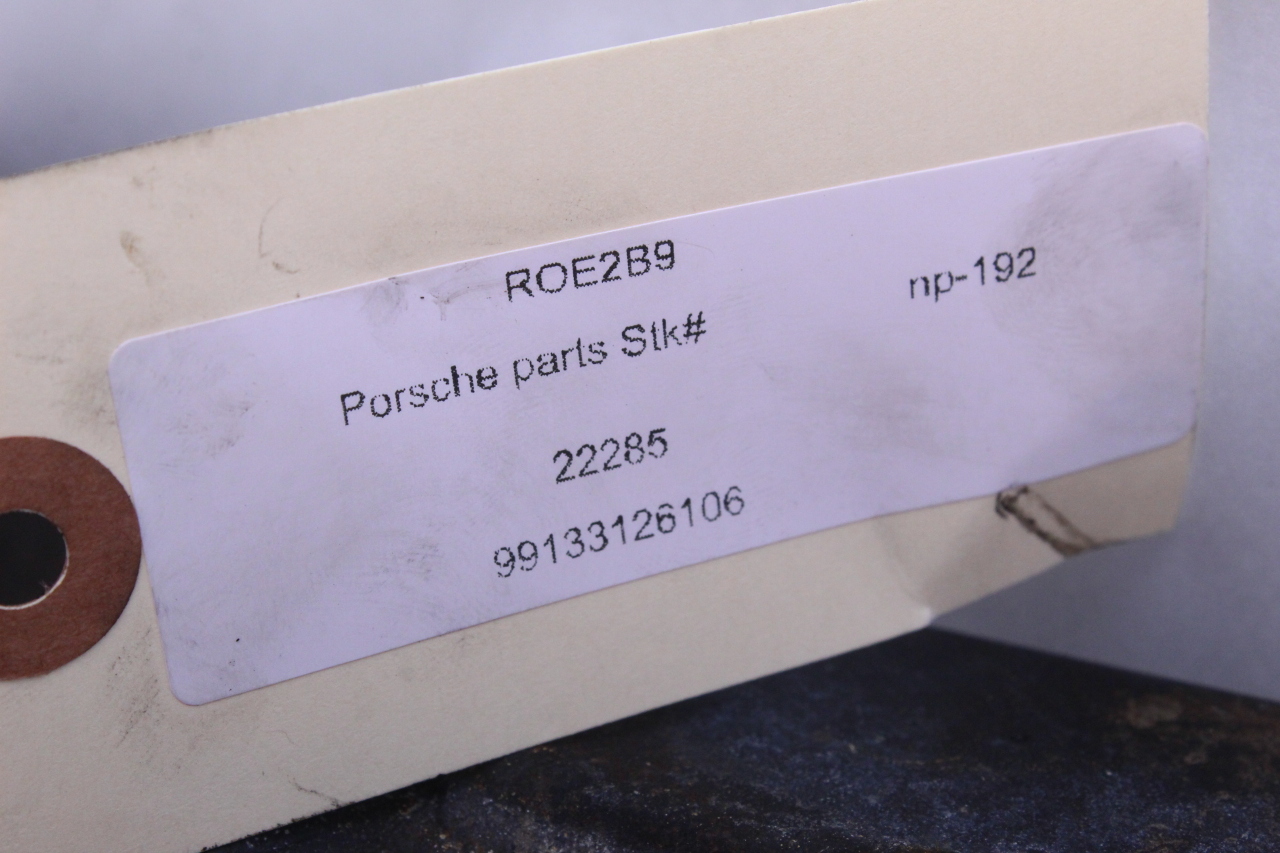 ROE2B9
np-192
Porsche parts Stk#
22285
99133126106